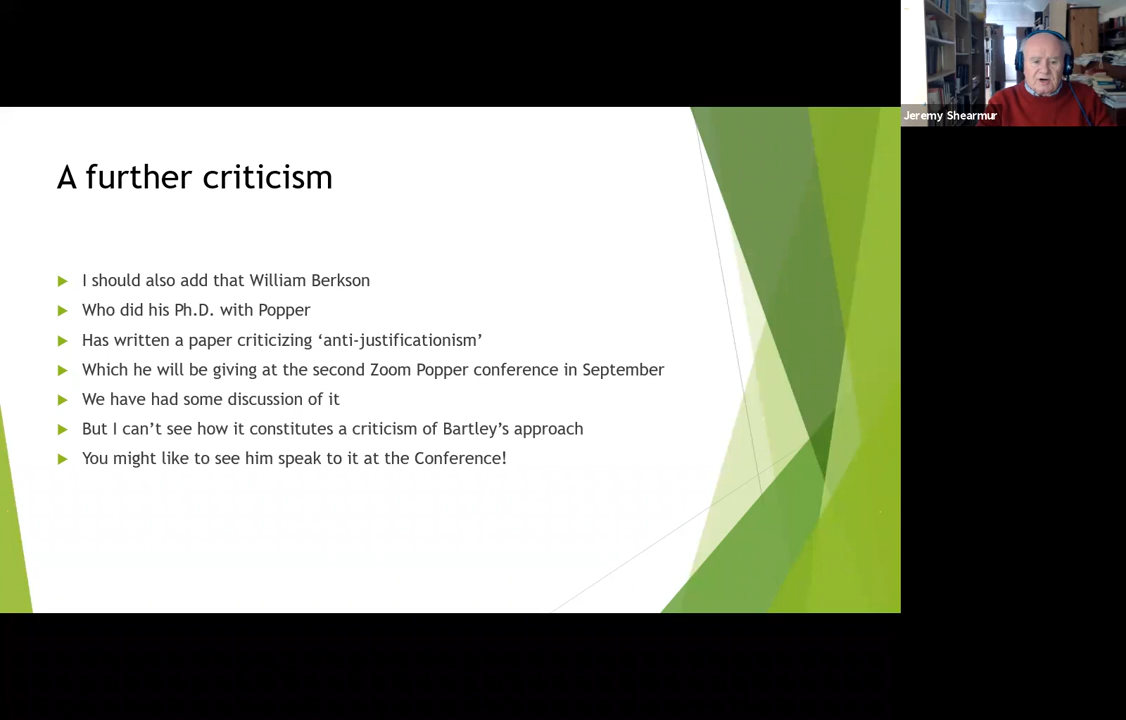 A further criticism
I should also add that William Berkson
Who did his Ph.D. with Popper
Has written a paper criticizing ‘anti-justificationism’
Which he will be giving at the second Zoom Popper conference in September
We have had some discussion of it
But I can’t see how it constitutes a criticism of Bartley’s approach
You might like to see him speak to it at the Conference!
Jeremy Shearmur